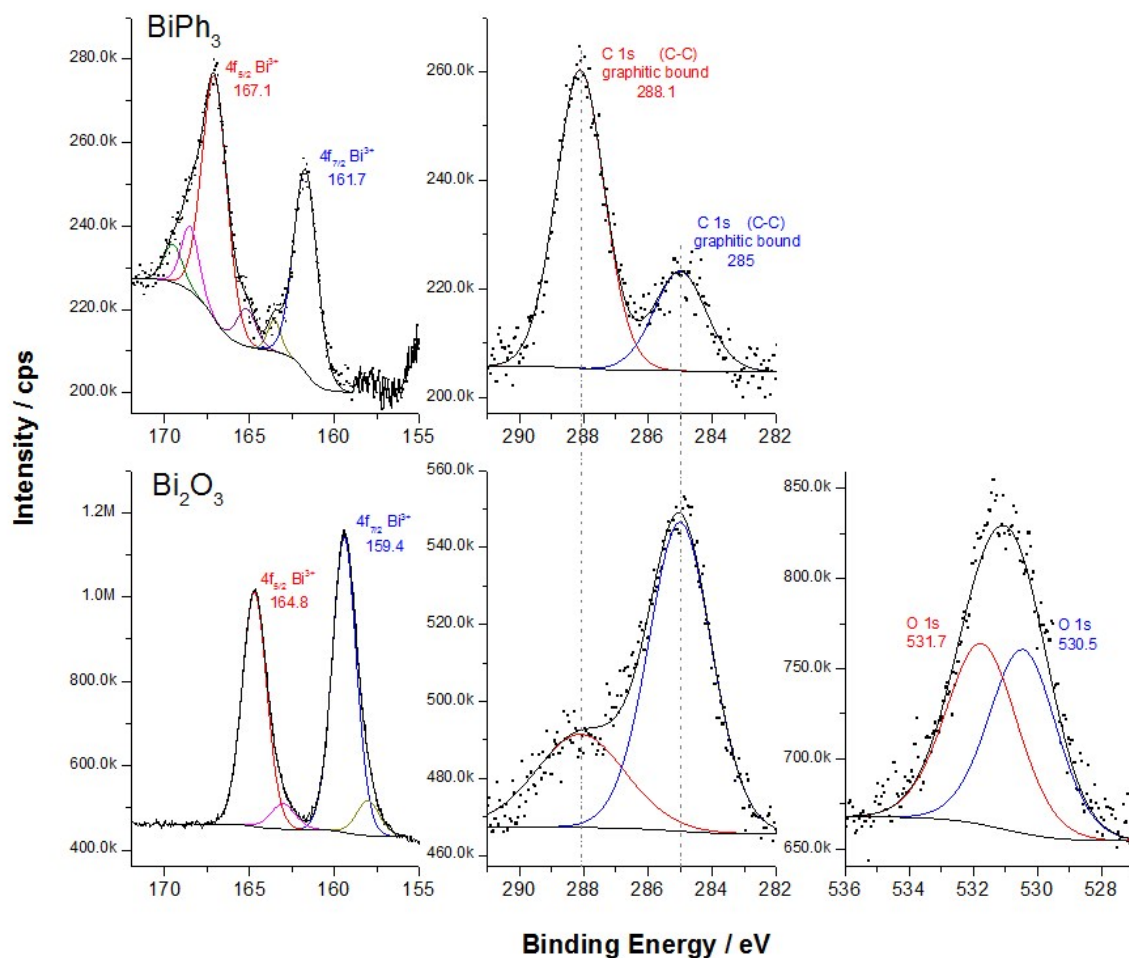 BiPh₃
280.0k
260.0k
240.0k
220.0k
200.0k
4f₅/₂ Bi³⁺
167.1
4f₇/₂ Bi³⁺
161.7
170 165 160 155
260.0k
240.0k
220.0k
200.0k
C 1s (C-C)
graphitic bound
288.1
C 1s (C-C)
graphitic bound
285
290 288 286 284 282
Intensity / cps
Bi₂O₃
1.2M
1.0M
800.0k
600.0k
400.0k
4f₅/₂ Bi³⁺
164.8
4f₇/₂ Bi³⁺
159.4
170 165 160 155
560.0k
540.0k
520.0k
500.0k
480.0k
460.0k
290 288 286 284 282
850.0k
800.0k
750.0k
700.0k
650.0k
O 1s
531.7
O 1s
530.5
536 534 532 530 528
Binding Energy / eV